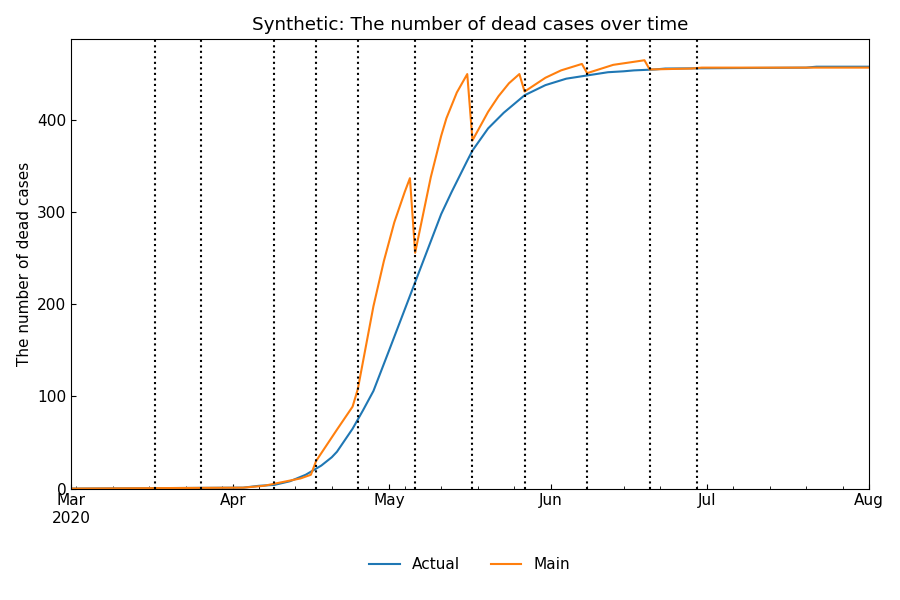 Synthetic: The number of dead cases over time
The number of dead cases
400
300
200
100
0
Mar Apr May Jun Jul Aug
2020
Actual Main